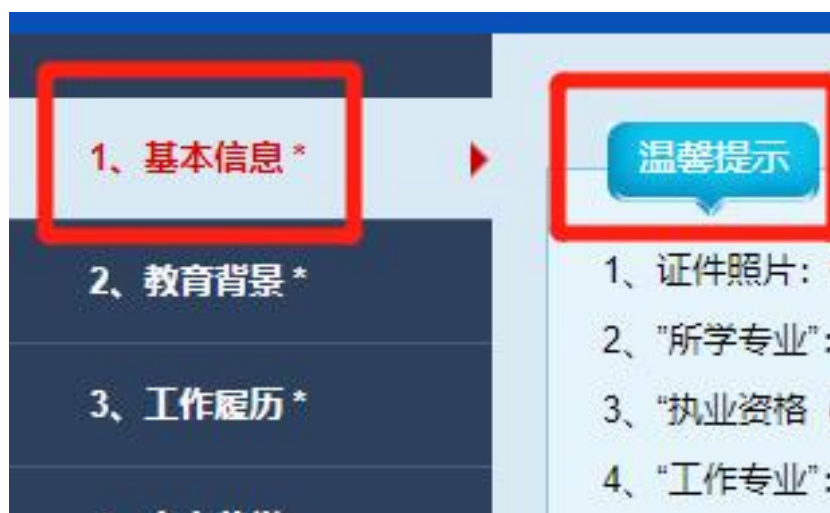 1、基本信息 *
2、教育背景 *
3、工作履历 *
温馨提示
1、证件照片：
2、”所学专业”:
3、“执业资格
4、“工作专业”: